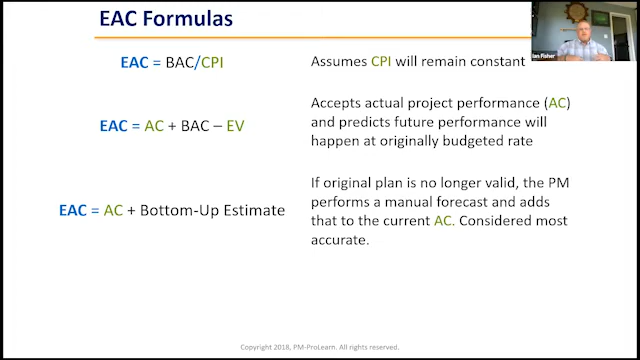 EAC Formulas
EAC = BAC/CPI
Assumes CPI will remain constant
EAC = AC + BAC – EV
Accepts actual project performance (AC)
and predicts future performance will
happen at originally budgeted rate
EAC = AC + Bottom-Up Estimate
If original plan is no longer valid, the PM
performs a manual forecast and adds
that to the current AC. Considered most
accurate.
Copyright 2018, PM-ProLearn. All rights reserved.
Fisher